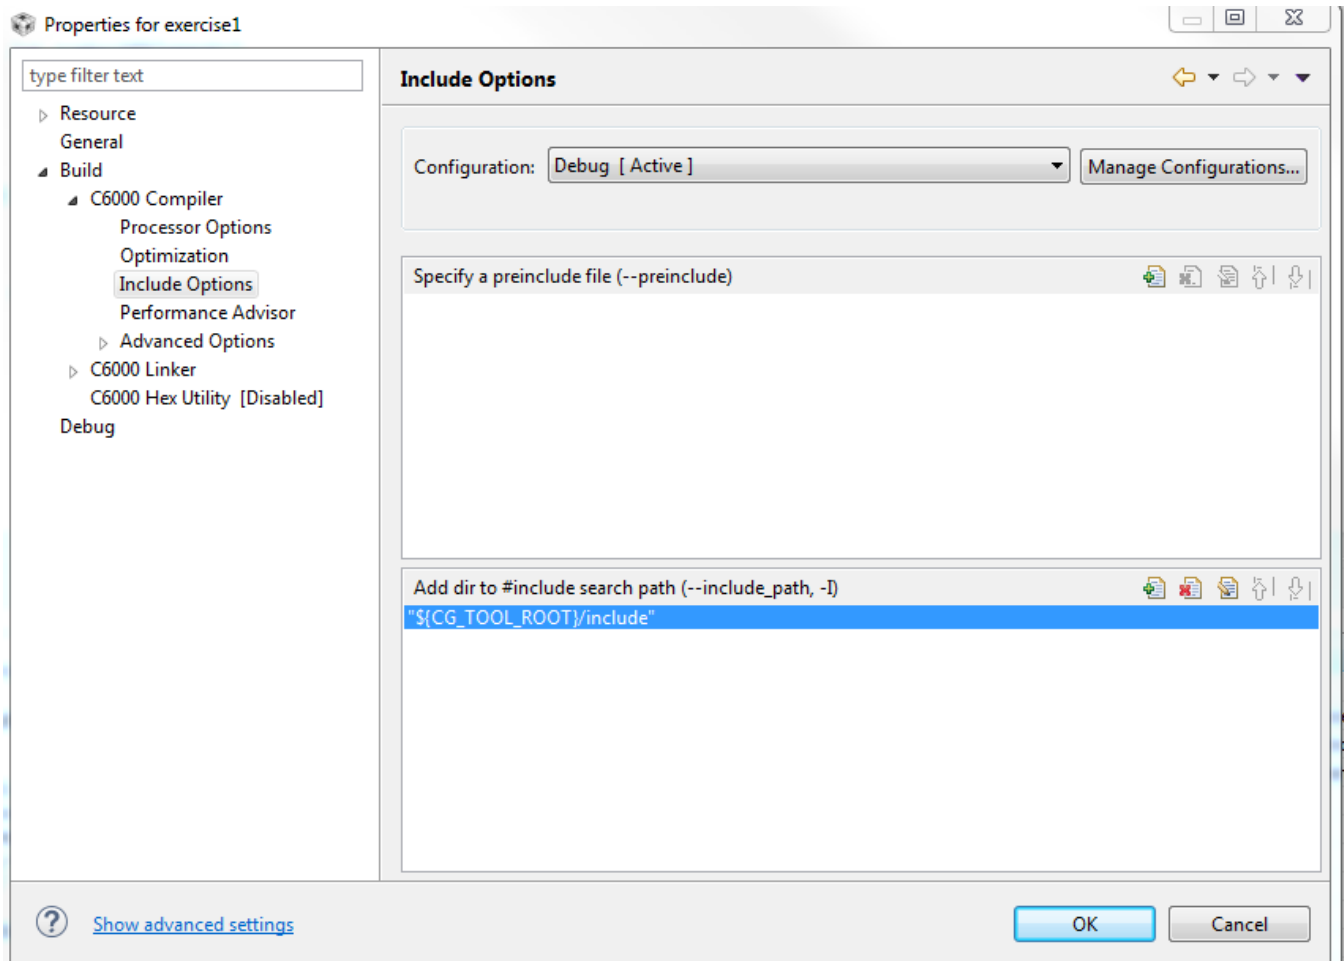 Properties for exercise1
type filter text
Resource
General
Build
C6000 Compiler
Processor Options
Optimization
Include Options
Performance Advisor
Advanced Options
C6000 Linker
C6000 Hex Utility [Disabled]
Debug
Include Options
Configuration: Debug [ Active ] Manage Configurations...
Specify a preinclude file (--preinclude)
Add dir to #include search path (--include_path, -I)
"${CG_TOOL_ROOT}/include"
? Show advanced settings
OK Cancel